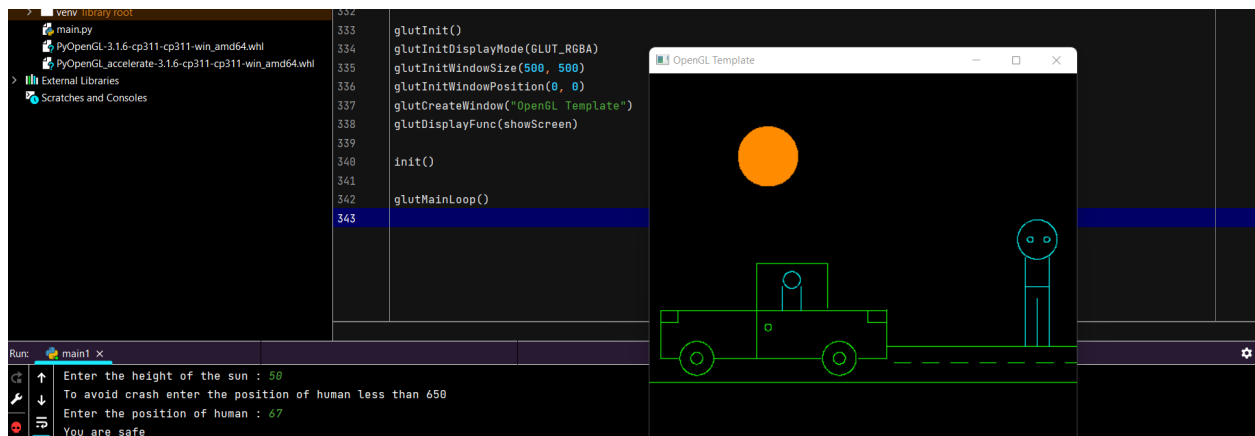 venv library root
main.py
PyOpenGL-3.1.6-cp311-cp311-win_amd64.whl
PyOpenGL_accelerate-3.1.6-cp311-cp311-win_amd64.whl
External Libraries
Scratches and Consoles
332
333 glutInit()
334 glutInitDisplayMode(GLUT_RGBA)
335 glutInitWindowSize(500, 500)
336 glutInitWindowPosition(0, 0)
337 glutCreateWindow("OpenGL Template")
338 glutDisplayFunc(showScreen)
339
340 init()
341
342 glutMainLoop()
343
OpenGL Template
Run: main1
Enter the height of the sun : 50
To avoid crash enter the position of human less than 650
Enter the position of human : 67
You are safe